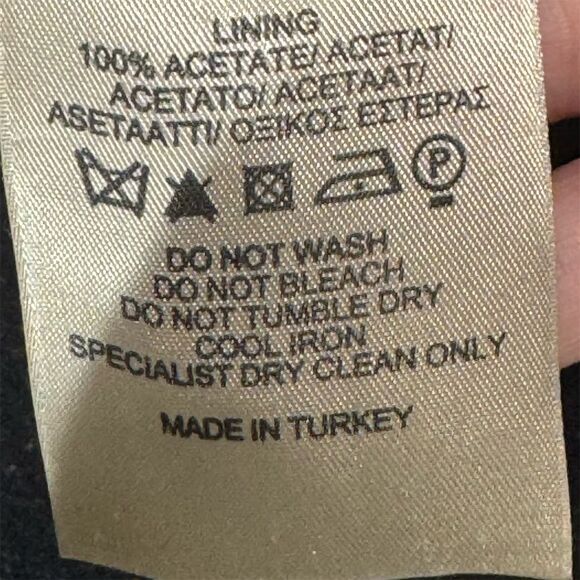 LINING
100% ACETATE/ ACETAT/
ACETATO/ ACETAAT/
ASETAATTI/ ΟΞΙΚΟΣ ΕΣΤΕΡΑΣ
P
DO NOT WASH
DO NOT BLEACH
DO NOT TUMBLE DRY
COOL IRON
SPECIALIST DRY CLEAN ONLY
MADE IN TURKEY